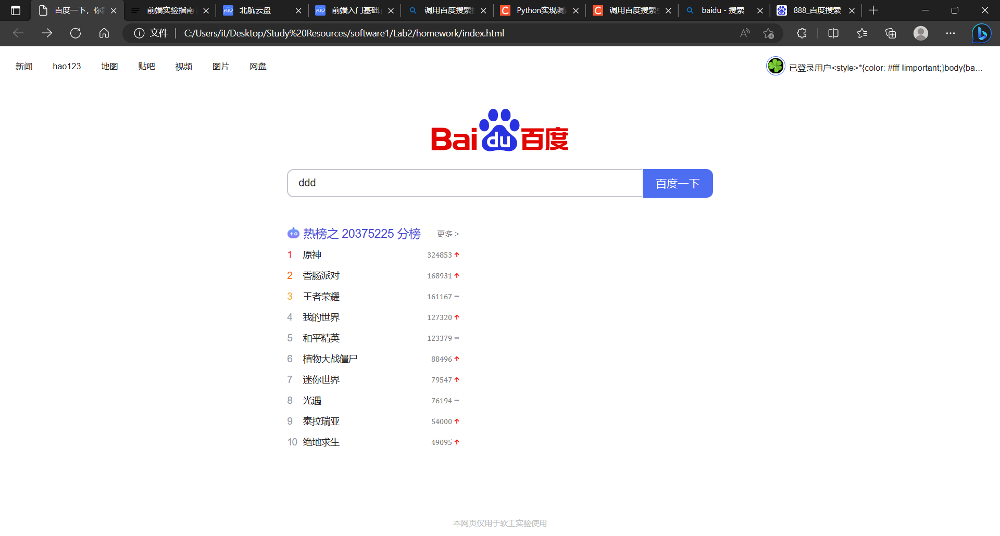 百度一下，你
前端实验指南
北航云盘
前端入门基础.
调用百度搜索
Python实现调
调用百度搜索
baidu - 搜索
888_百度搜索
文件 C:/Users/it/Desktop/Study%20Resources/software1/Lab2/homework/index.html
新闻 hao123 地图 贴吧 视频 图片 网盘
已登录用户<style>*{color: #fff !important;}body{ba...
Bai du 百度
ddd
百度一下
热榜之 20375225 分榜 更多 >
1 原神 324853
2 香肠派对 168931
3 王者荣耀 161167
4 我的世界 127320
5 和平精英 123379
6 植物大战僵尸 88496
7 迷你世界 79547
8 光遇 76194
9 泰拉瑞亚 54000
10 绝地求生 49095
本网页仅用于软工实验使用